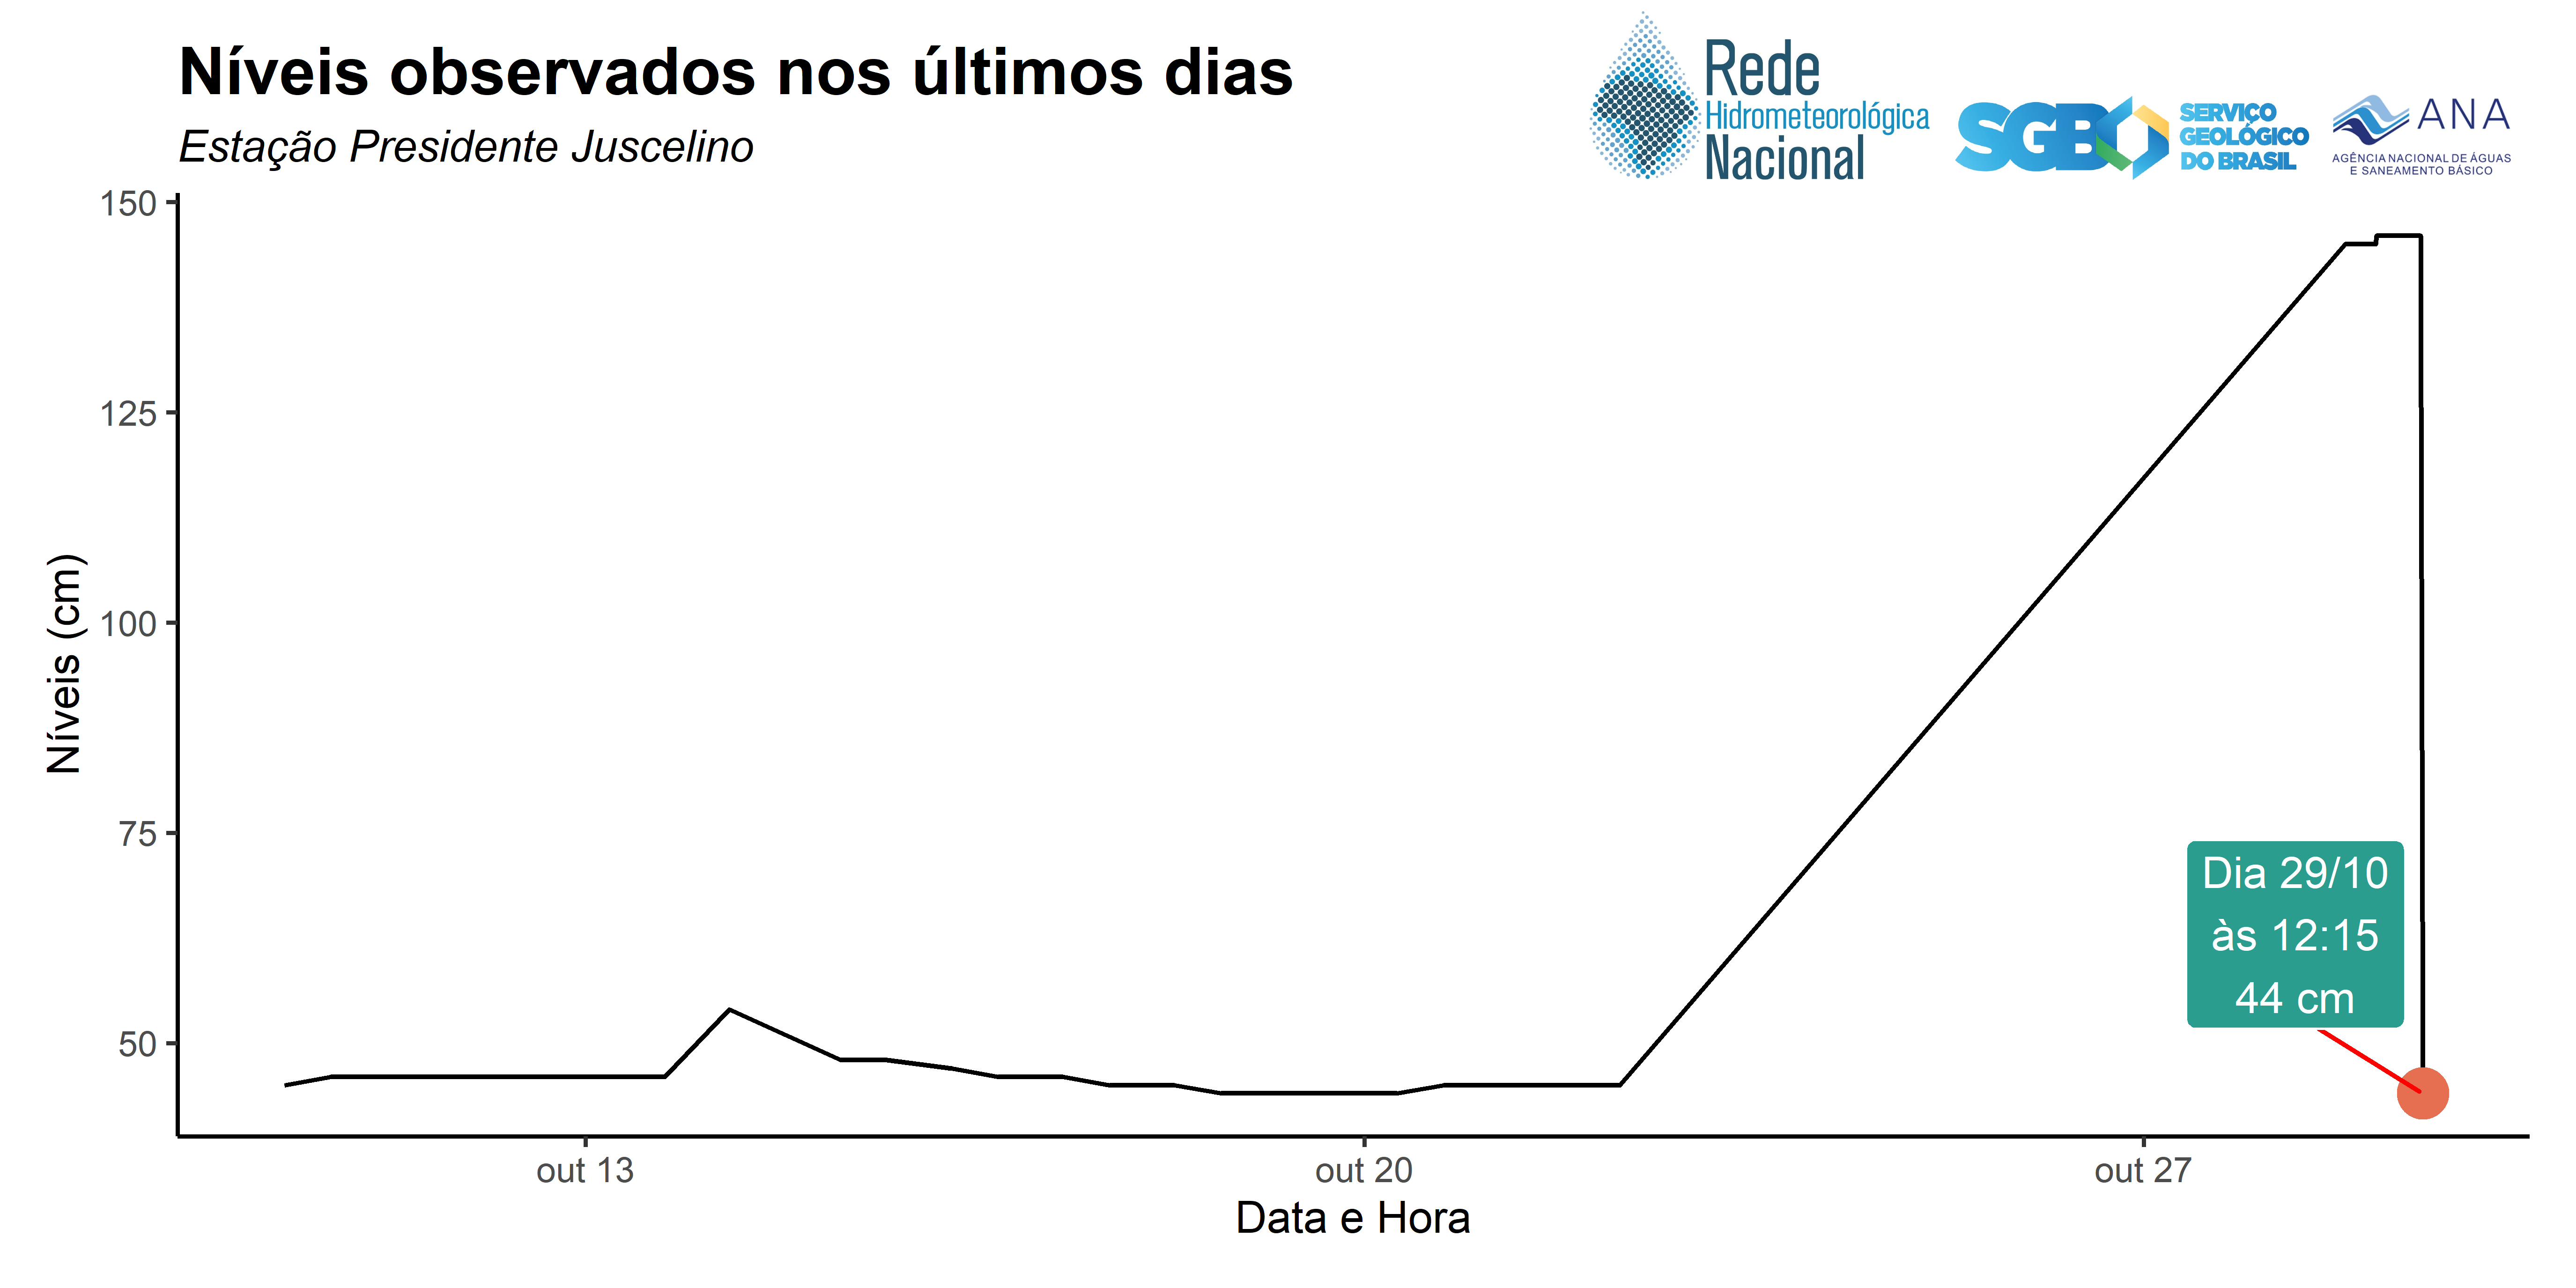 Níveis observados nos últimos dias
Estação Presidente Juscelino
Rede
Hidrometeorológica
Nacional
SGB
SERVIÇO
GEOLÓGICO
DO BRASIL
ANA
AGÊNCIA NACIONAL DE ÁGUAS
E SANEAMENTO BÁSICO
Níveis (cm)
150
125
100
75
50
Dia 29/10
às 12:15
44 cm
out 13
out 20
out 27
Data e Hora